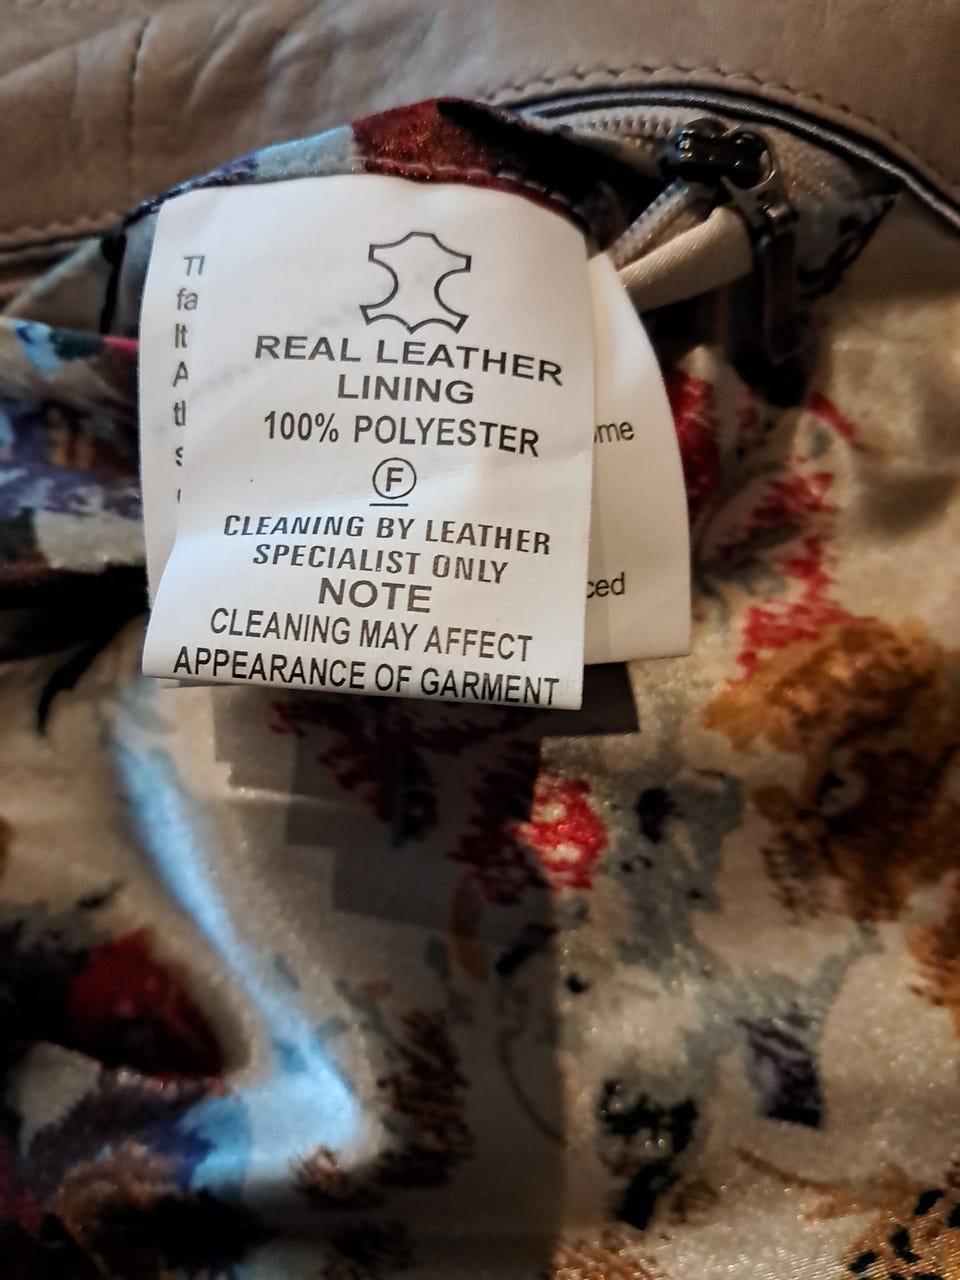 REAL LEATHER
LINING
100% POLYESTER
F
CLEANING BY LEATHER
SPECIALIST ONLY
NOTE
CLEANING MAY AFFECT
APPEARANCE OF GARMENT